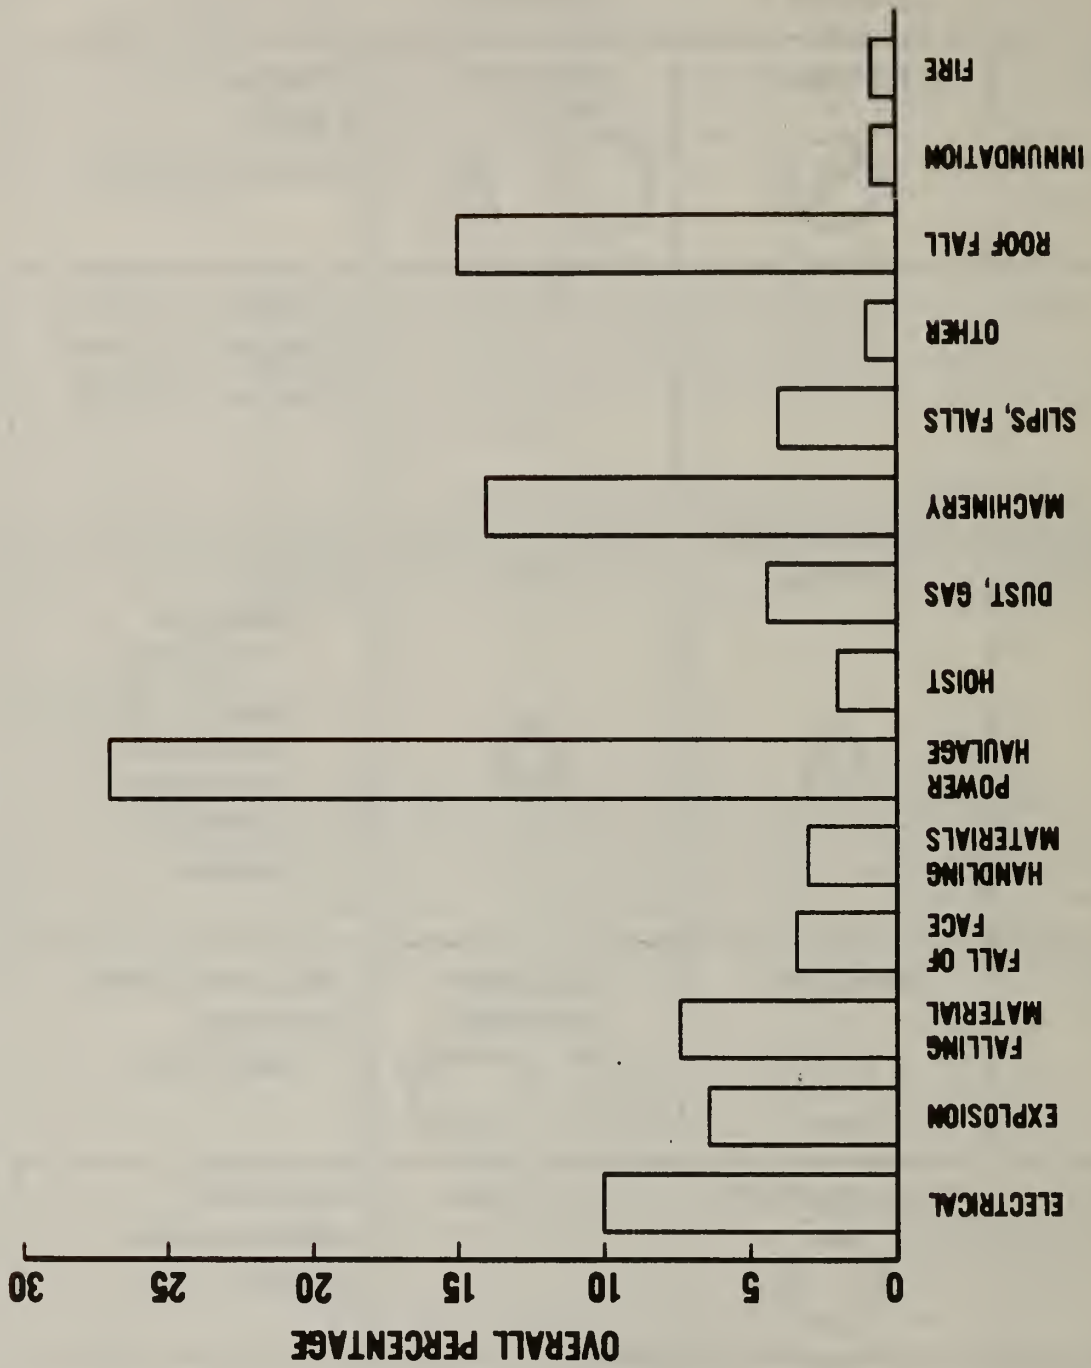 OVERALL PERCENTAGE
0 5 10 15 20 25 30
ELECTRICAL
EXPLOSION
FALLING
MATERIAL
FALL OF
FACE
HANDLING
MATERIALS
POWER
HAULAGE
HOIST
DUST, GAS
MACHINERY
SLIPS, FALLS
OTHER
ROOF FALL
INNUNDATION
FIRE